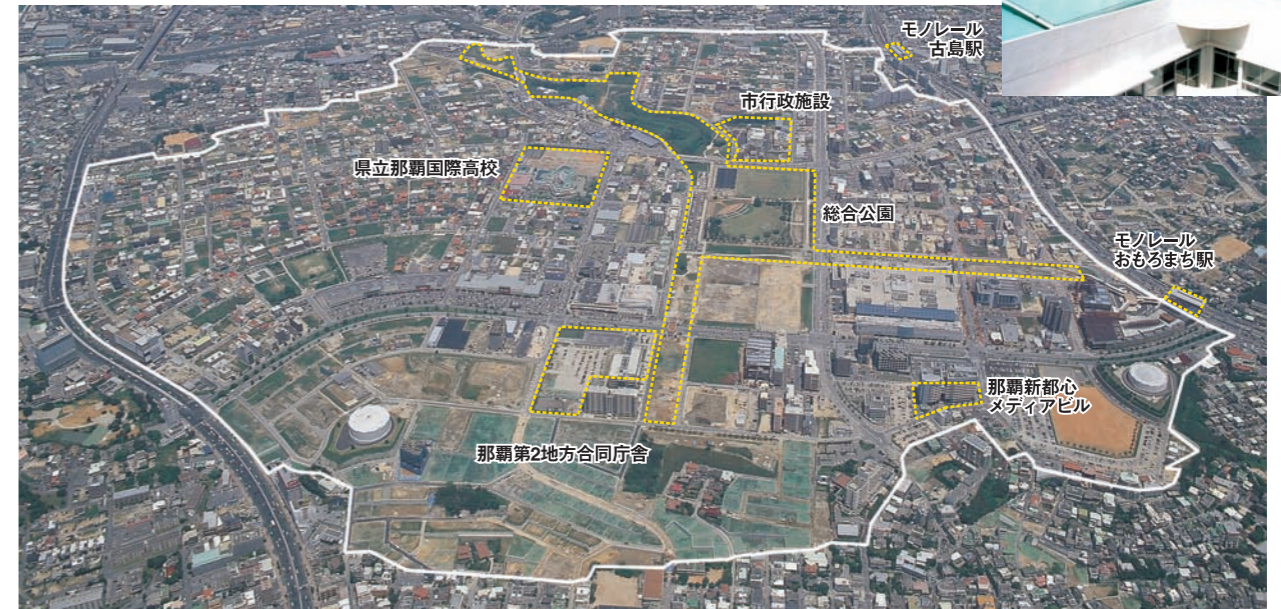 モノレール
古島駅
市行政施設
県立那覇国際高校
総合公園
モノレール
おもろまち駅
那覇新都心
メディアビル
那覇第2地方合同庁舎